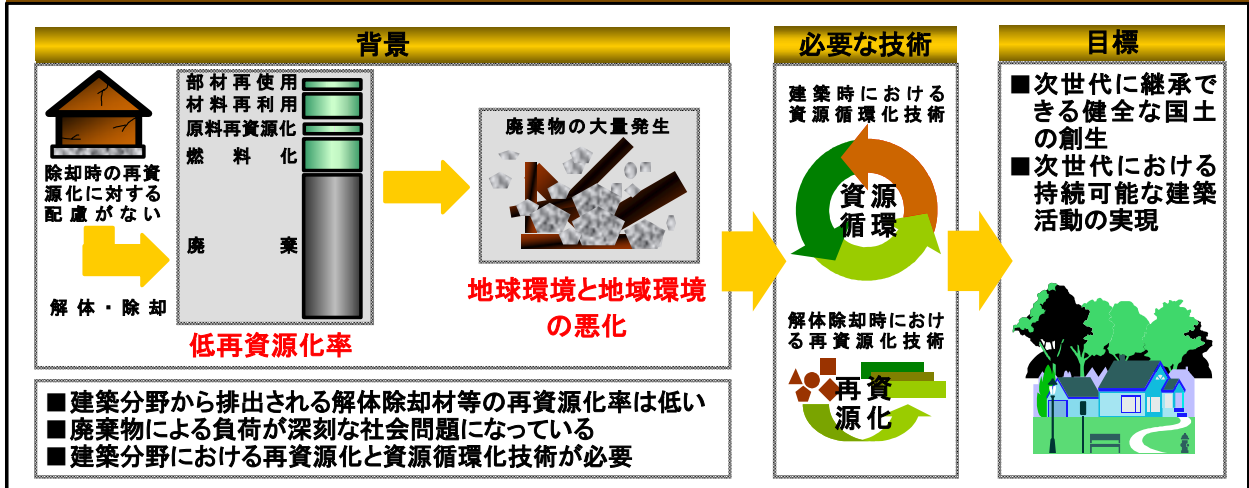 背景
除却時の再資
源化に対する
配慮がない
解体・除却
部材再使用
材料再利用
原料再資源化
燃料化
廃棄
低再資源化率
廃棄物の大量発生
地球環境と地域環境
の悪化
■建築分野から排出される解体除却材等の再資源化率は低い
■廃棄物による負荷が深刻な社会問題になっている
■建築分野における再資源化と資源循環化技術が必要
必要な技術
建築時における
資源循環化技術
資源
循環
解体除却時におけ
る再資源化技術
再資
源化
目標
■次世代に継承で
きる健全な国土
の創生
■次世代における
持続可能な建築
活動の実現